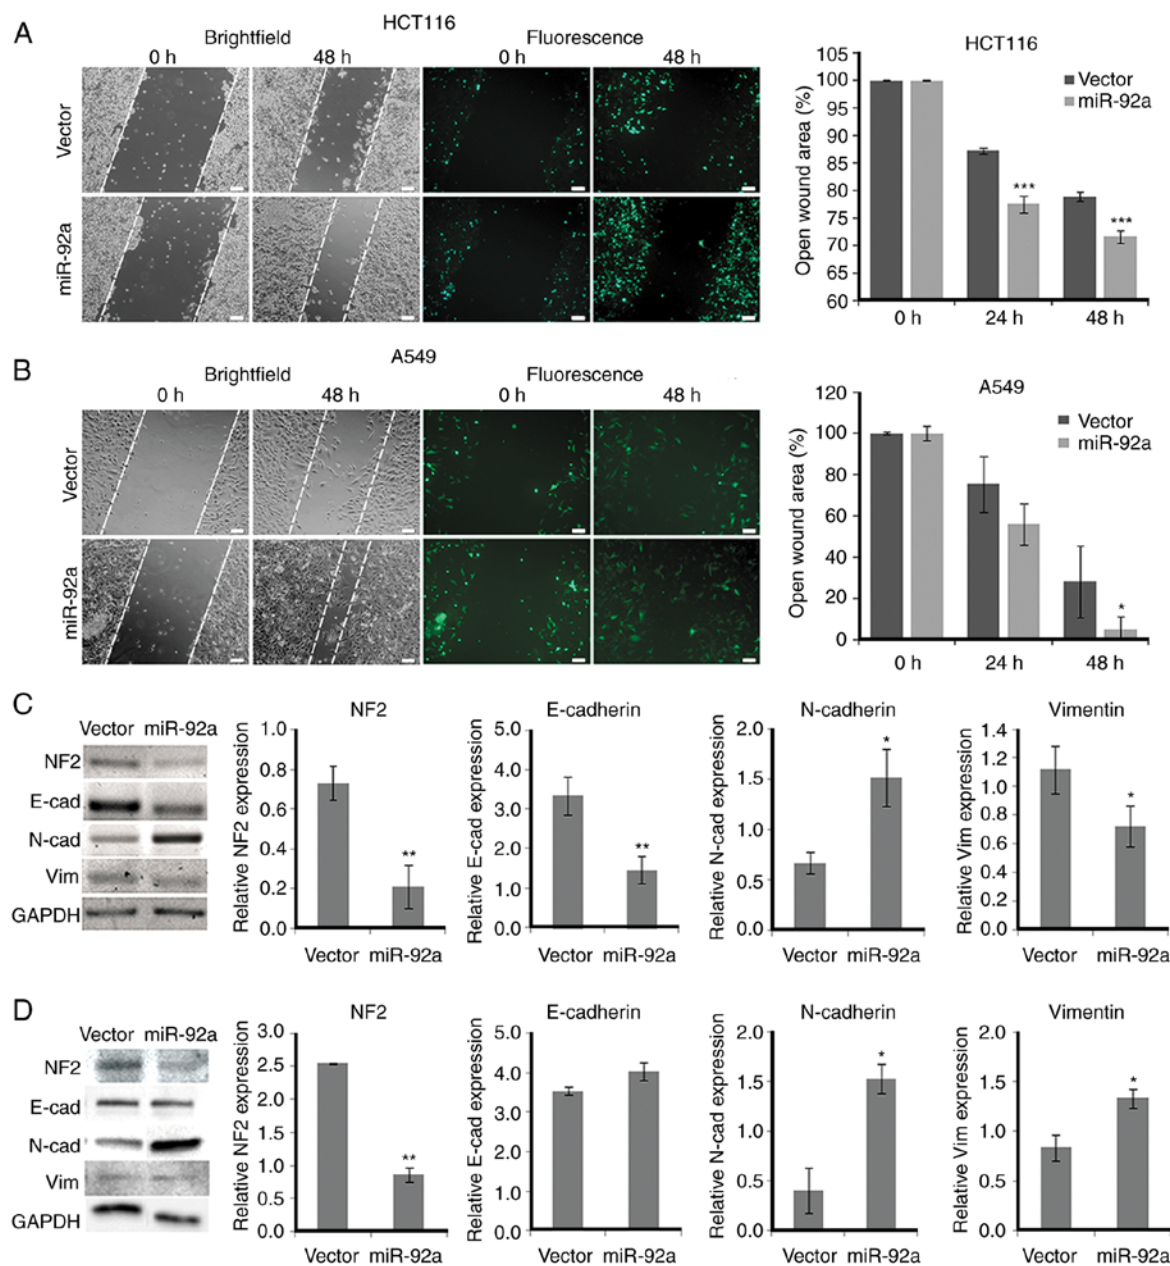 A
HCT116
Brightfield
Fluorescence
0 h
48 h
0 h
48 h
Vector
miR-92a
HCT116
Open wound area (%)
105
100
95
90
85
80
75
70
65
60
Vector
miR-92a
***
***
0 h
24 h
48 h
B
A549
Brightfield
Fluorescence
0 h
48 h
0 h
48 h
Vector
miR-92a
A549
Open wound area (%)
120
100
80
60
40
20
0
Vector
miR-92a
*
0 h
24 h
48 h
C
Vector miR-92a
NF2
E-cad
N-cad
Vim
GAPDH
NF2
Relative NF2 expression
1.0
0.8
0.6
0.4
0.2
0.0
**
Vector miR-92a
E-cadherin
Relative E-cad expression
5.0
4.0
3.0
2.0
1.0
0.0
**
Vector miR-92a
N-cadherin
Relative N-cad expression
2.0
1.5
1.0
0.5
0.0
*
Vector miR-92a
Vimentin
Relative Vim expression
1.4
1.2
1.0
0.8
0.6
0.4
0.2
0.0
*
Vector miR-92a
D
Vector miR-92a
NF2
E-cad
N-cad
Vim
GAPDH
NF2
Relative NF2 expression
3.0
2.5
2.0
1.5
1.0
0.5
0.0
**
Vector miR-92a
E-cadherin
Relative E-cad expression
5.0
4.0
3.0
2.0
1.0
0.0
Vector miR-92a
N-cadherin
Relative N-cad expression
2.0
1.5
1.0
0.5
0.0
*
Vector miR-92a
Vimentin
Relative Vim expression
2.0
1.5
1.0
0.5
0.0
*
Vector miR-92a